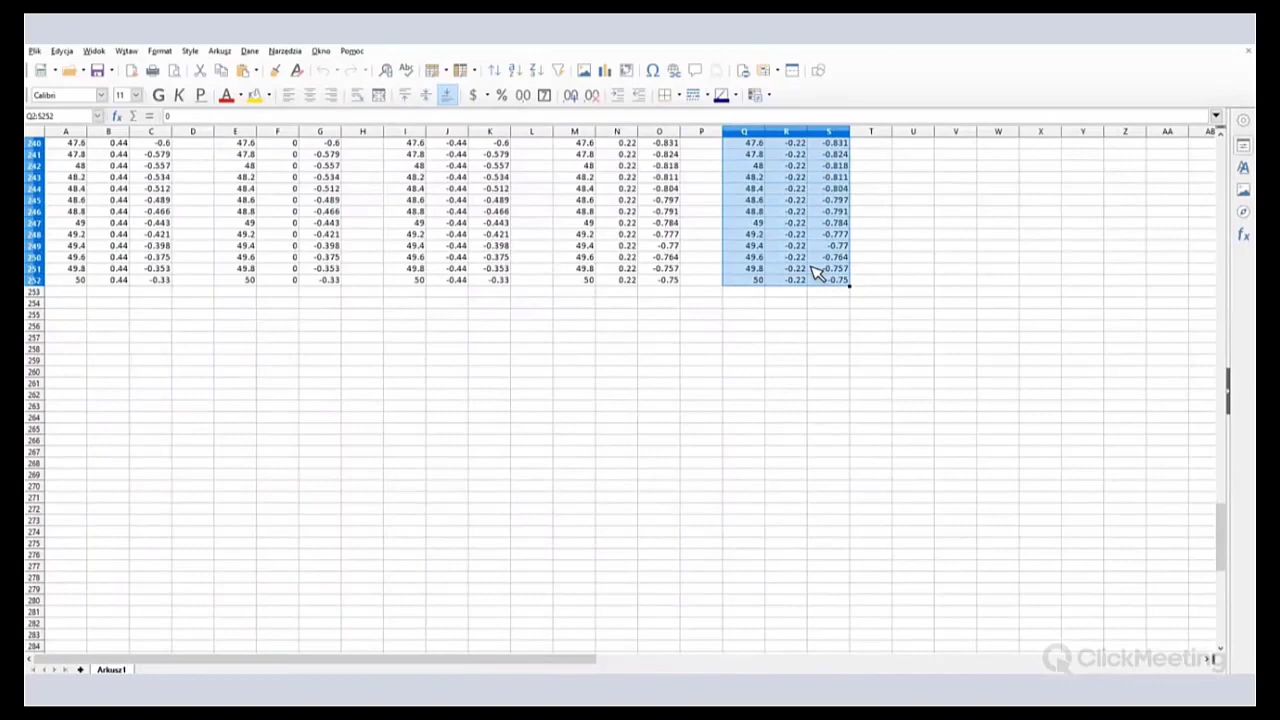 Plik Edycja Widok Wstaw Format Style Arkusz Dane Narzędzia Okno Pomoc
Calibri 11 G K P A $ % 00 7 00 00
Q2:S252 fx Σ = 0
A B C D E F G H I J K L M N O P Q R S T U V W X Y Z AA AB
240 47.6 0.44 -0.6 47.6 0 -0.6 47.6 -0.44 -0.6 47.6 0.22 -0.831 47.6 -0.22 -0.831
241 47.8 0.44 -0.579 47.8 0 -0.579 47.8 -0.44 -0.579 47.8 0.22 -0.824 47.8 -0.22 -0.824
242 48 0.44 -0.557 48 0 -0.557 48 -0.44 -0.557 48 0.22 -0.818 48 -0.22 -0.818
243 48.2 0.44 -0.534 48.2 0 -0.534 48.2 -0.44 -0.534 48.2 0.22 -0.811 48.2 -0.22 -0.811
244 48.4 0.44 -0.512 48.4 0 -0.512 48.4 -0.44 -0.512 48.4 0.22 -0.804 48.4 -0.22 -0.804
245 48.6 0.44 -0.489 48.6 0 -0.489 48.6 -0.44 -0.489 48.6 0.22 -0.797 48.6 -0.22 -0.797
246 48.8 0.44 -0.466 48.8 0 -0.466 48.8 -0.44 -0.466 48.8 0.22 -0.791 48.8 -0.22 -0.791
247 49 0.44 -0.443 49 0 -0.443 49 -0.44 -0.443 49 0.22 -0.784 49 -0.22 -0.784
248 49.2 0.44 -0.421 49.2 0 -0.421 49.2 -0.44 -0.421 49.2 0.22 -0.777 49.2 -0.22 -0.777
249 49.4 0.44 -0.398 49.4 0 -0.398 49.4 -0.44 -0.398 49.4 0.22 -0.77 49.4 -0.22 -0.77
250 49.6 0.44 -0.375 49.6 0 -0.375 49.6 -0.44 -0.375 49.6 0.22 -0.764 49.6 -0.22 -0.764
251 49.8 0.44 -0.353 49.8 0 -0.353 49.8 -0.44 -0.353 49.8 0.22 -0.757 49.8 -0.22 -0.757
252 50 0.44 -0.33 50 0 -0.33 50 -0.44 -0.33 50 0.22 -0.75 50 -0.22 -0.75
253
254
255
256
257
258
259
260
261
262
263
264
265
266
267
268
269
270
271
272
273
274
275
276
277
278
279
280
281
282
283
284
Arkusz1
ClickMeeting